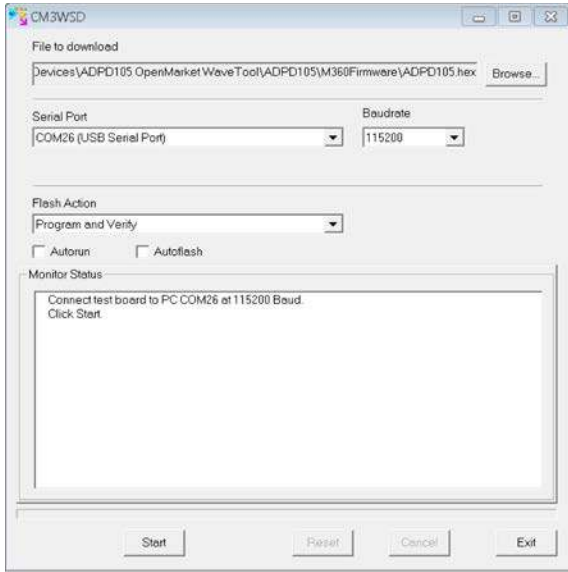 CM3WSD
File to download
Devices\ADPD105 OpenMarket WaveTool\ADPD105\M360Firmware\ADPD105.hex
Browse...
Serial Port
Baudrate
COM26 (USB Serial Port)
115200
Flash Action
Program and Verify
Autorun
Autoflash
Monitor Status
Connect test board to PC COM26 at 115200 Baud.
Click Start.
Start
Reset
Cancel
Exit